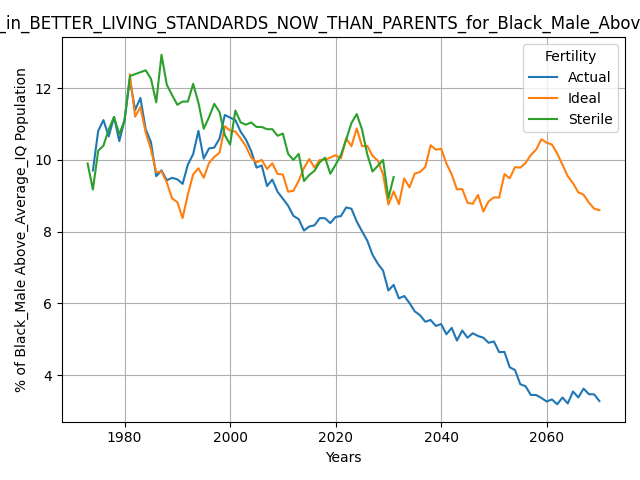 _in_BETTER_LIVING_STANDARDS_NOW_THAN_PARENTS_for_Black_Male_Abov
Fertility
Actual
Ideal
Sterile
% of Black_Male Above_Average_IQ Population
12
10
8
6
4
1980 2000 2020 2040 2060
Years